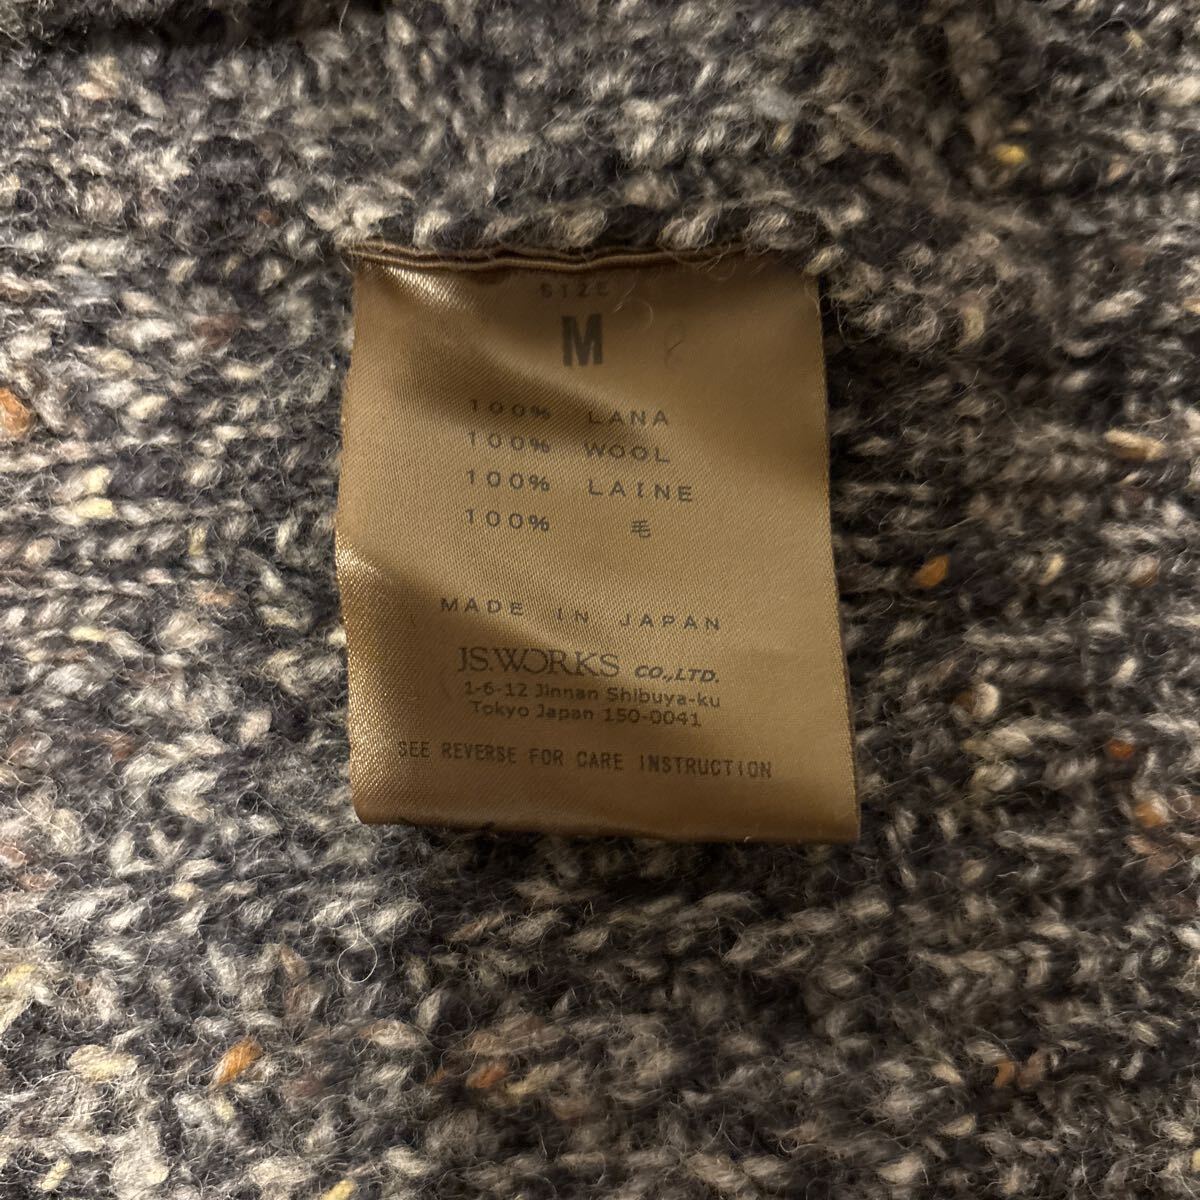 SIZE
M
100% LANA
100% WOOL
100% LAINE
100% 毛
MADE IN JAPAN
JS.WORKS CO.,LTD.
1-6-12 Jinnan Shibuya-ku
Tokyo Japan 150-0041
SEE REVERSE FOR CARE INSTRUCTION